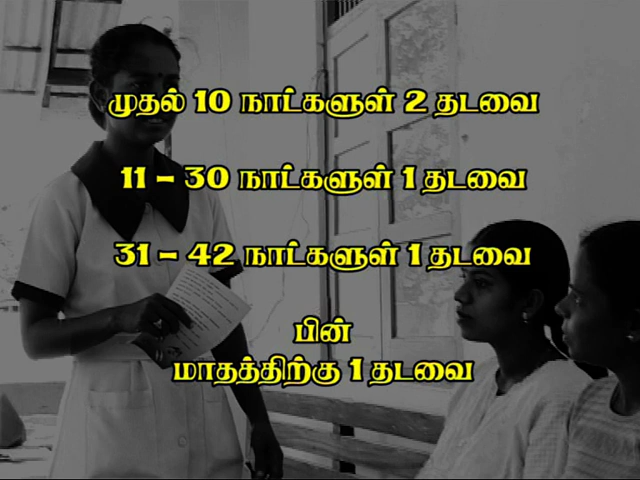 முதல் 10 நாட்களுள் 2 தடவை
11 – 30 நாட்களுள் 1 தடவை
31 – 42 நாட்களுள் 1 தடவை
பின்
மாதத்திற்கு 1 தடவை